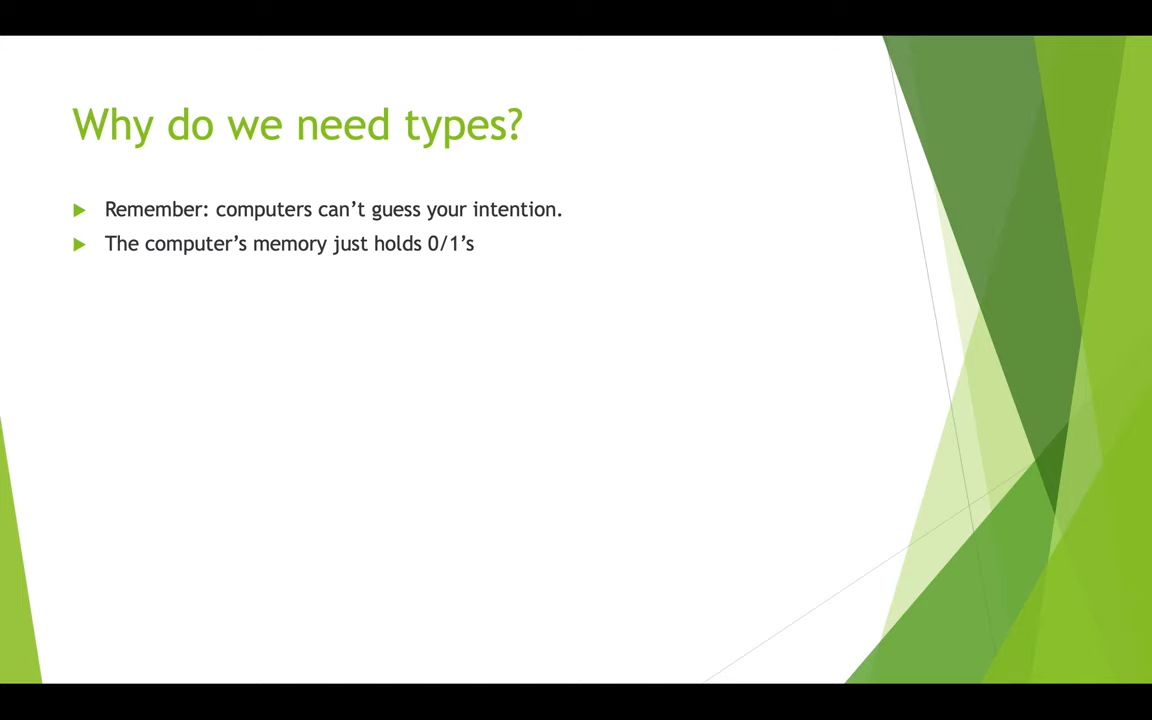 Why do we need types?
Remember: computers can’t guess your intention.
The computer’s memory just holds 0/1’s